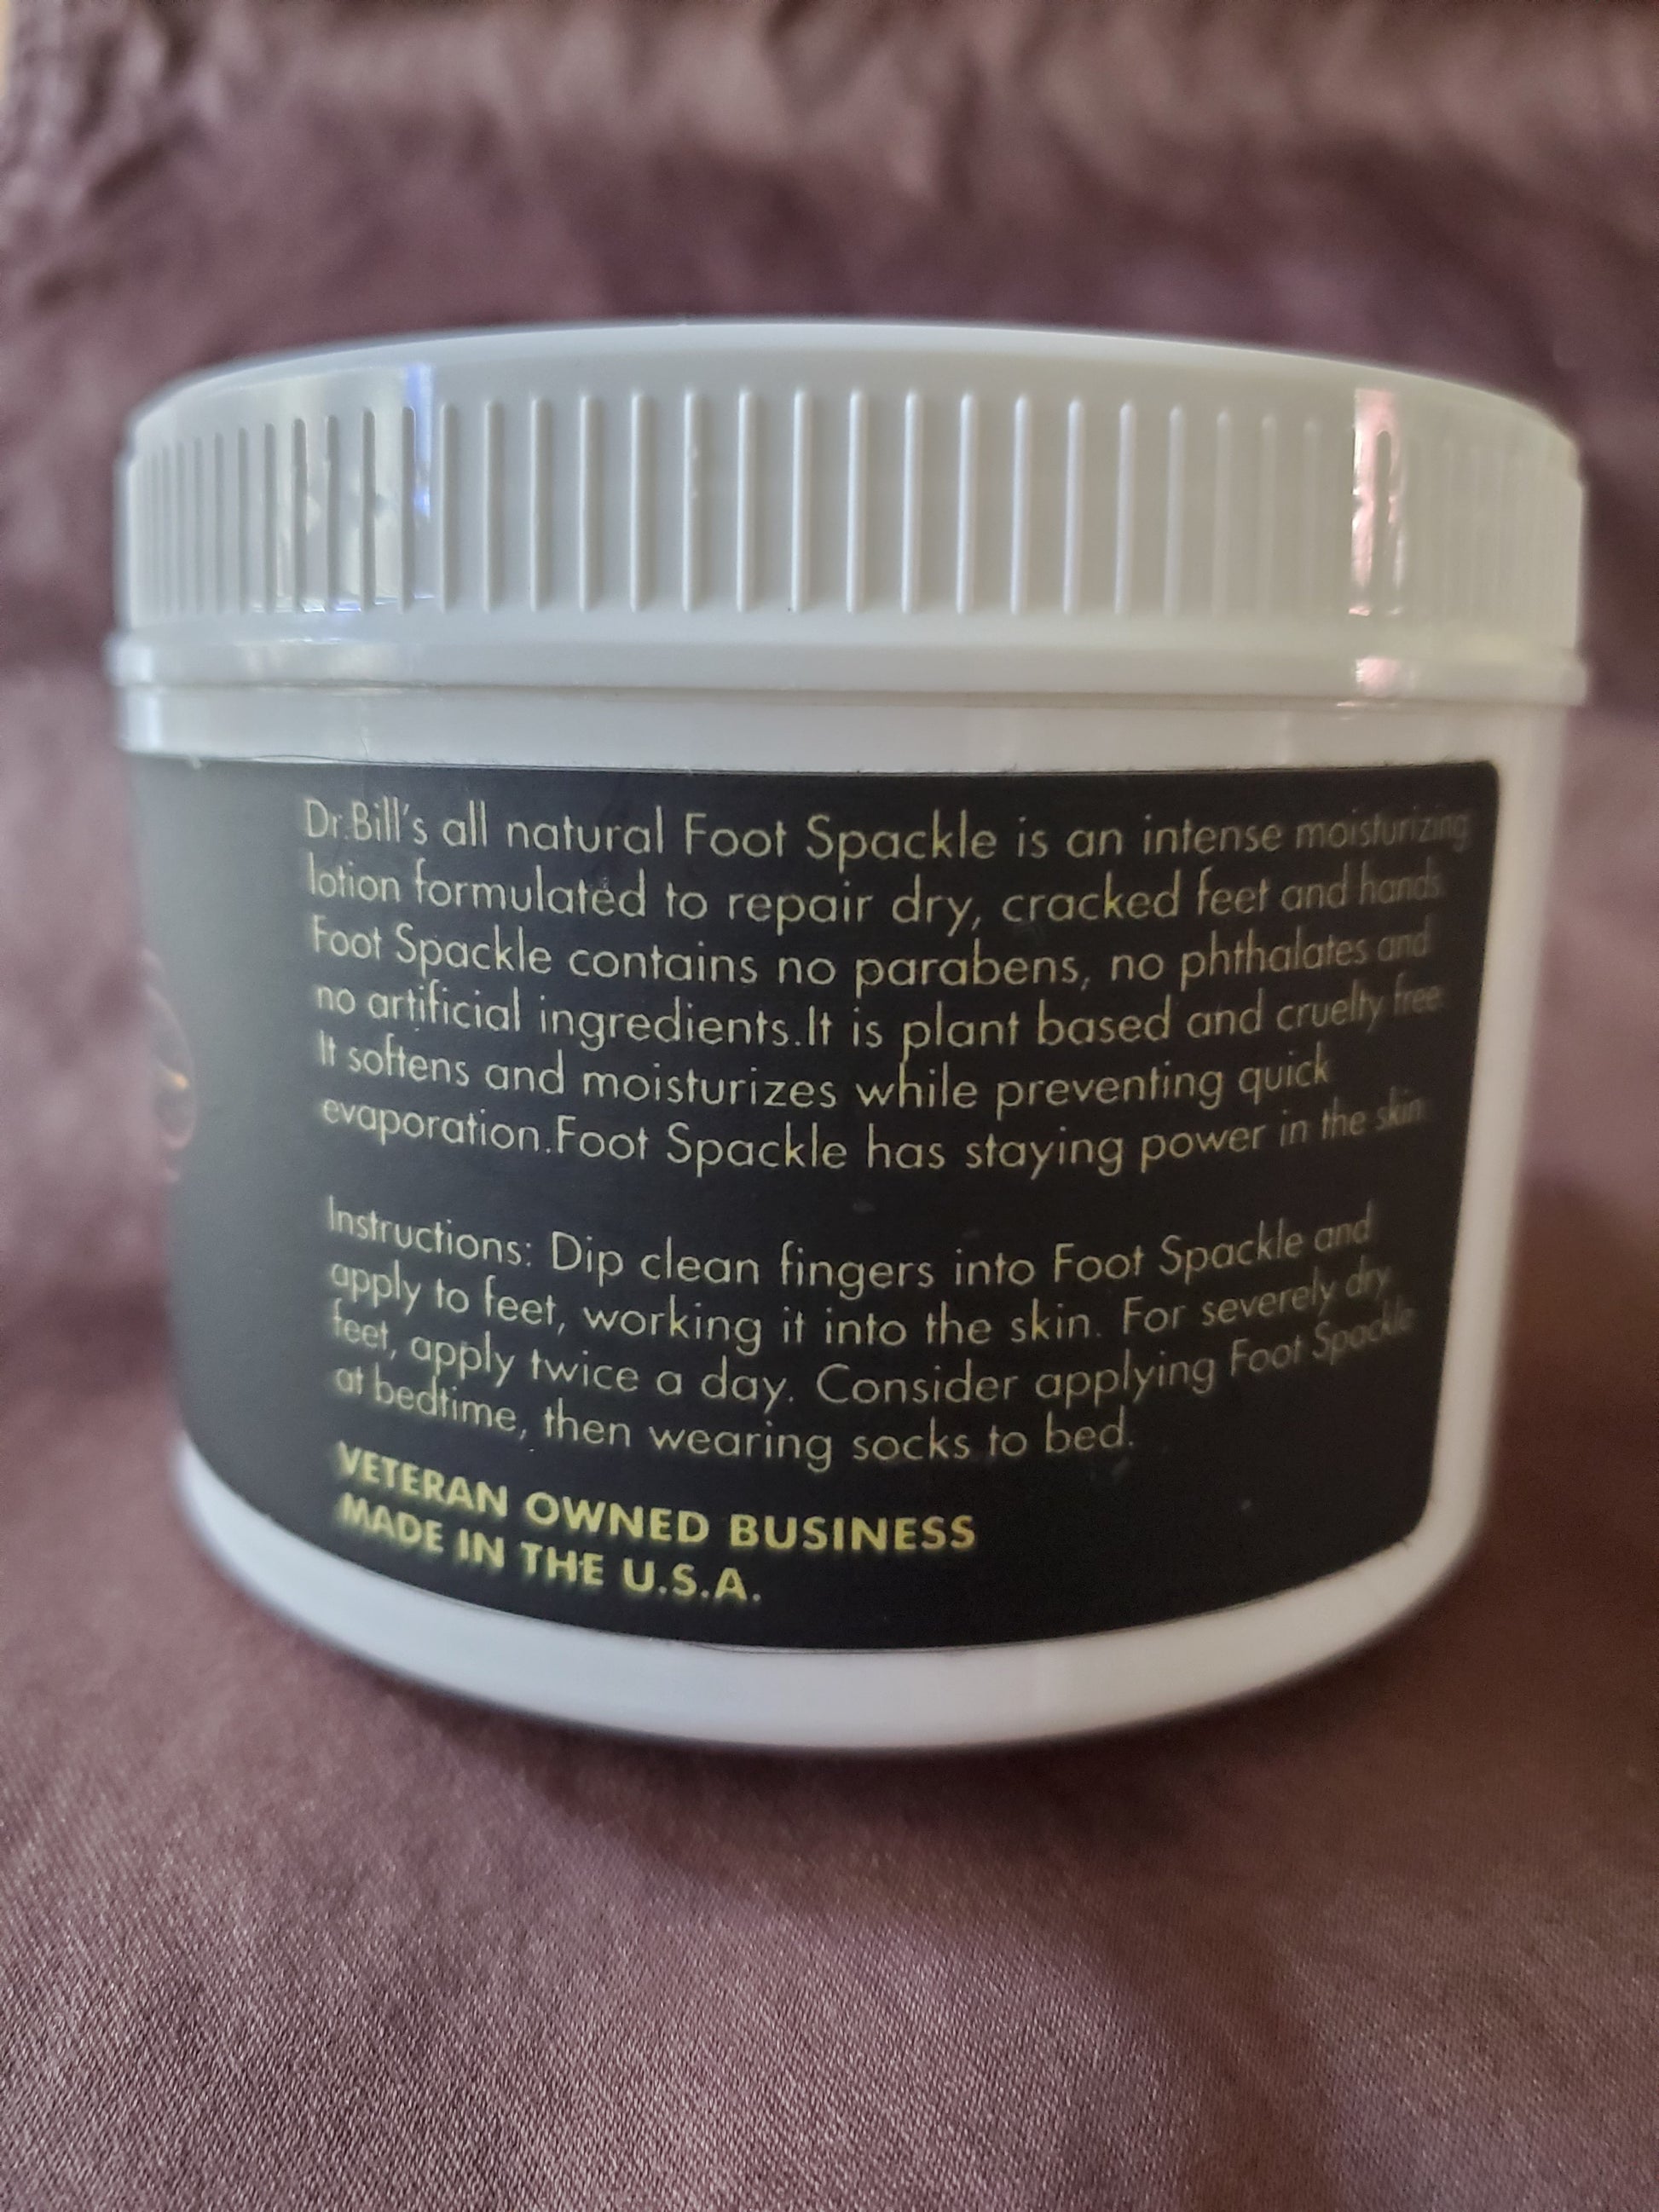 Dr.Bill's all natural Foot Spackle is an intense moisturizing
lotion formulated to repair dry, cracked feet and hands.
Foot Spackle contains no parabens, no phthalates and
no artificial ingredients.It is plant based and cruelty free.
It softens and moisturizes while preventing quick
evaporation.Foot Spackle has staying power in the skin.
Instructions: Dip clean fingers into Foot Spackle and
apply to feet, working it into the skin. For severely dry
feet, apply twice a day. Consider applying Foot Spackle
at bedtime, then wearing socks to bed.
VETERAN OWNED BUSINESS
MADE IN THE U.S.A.